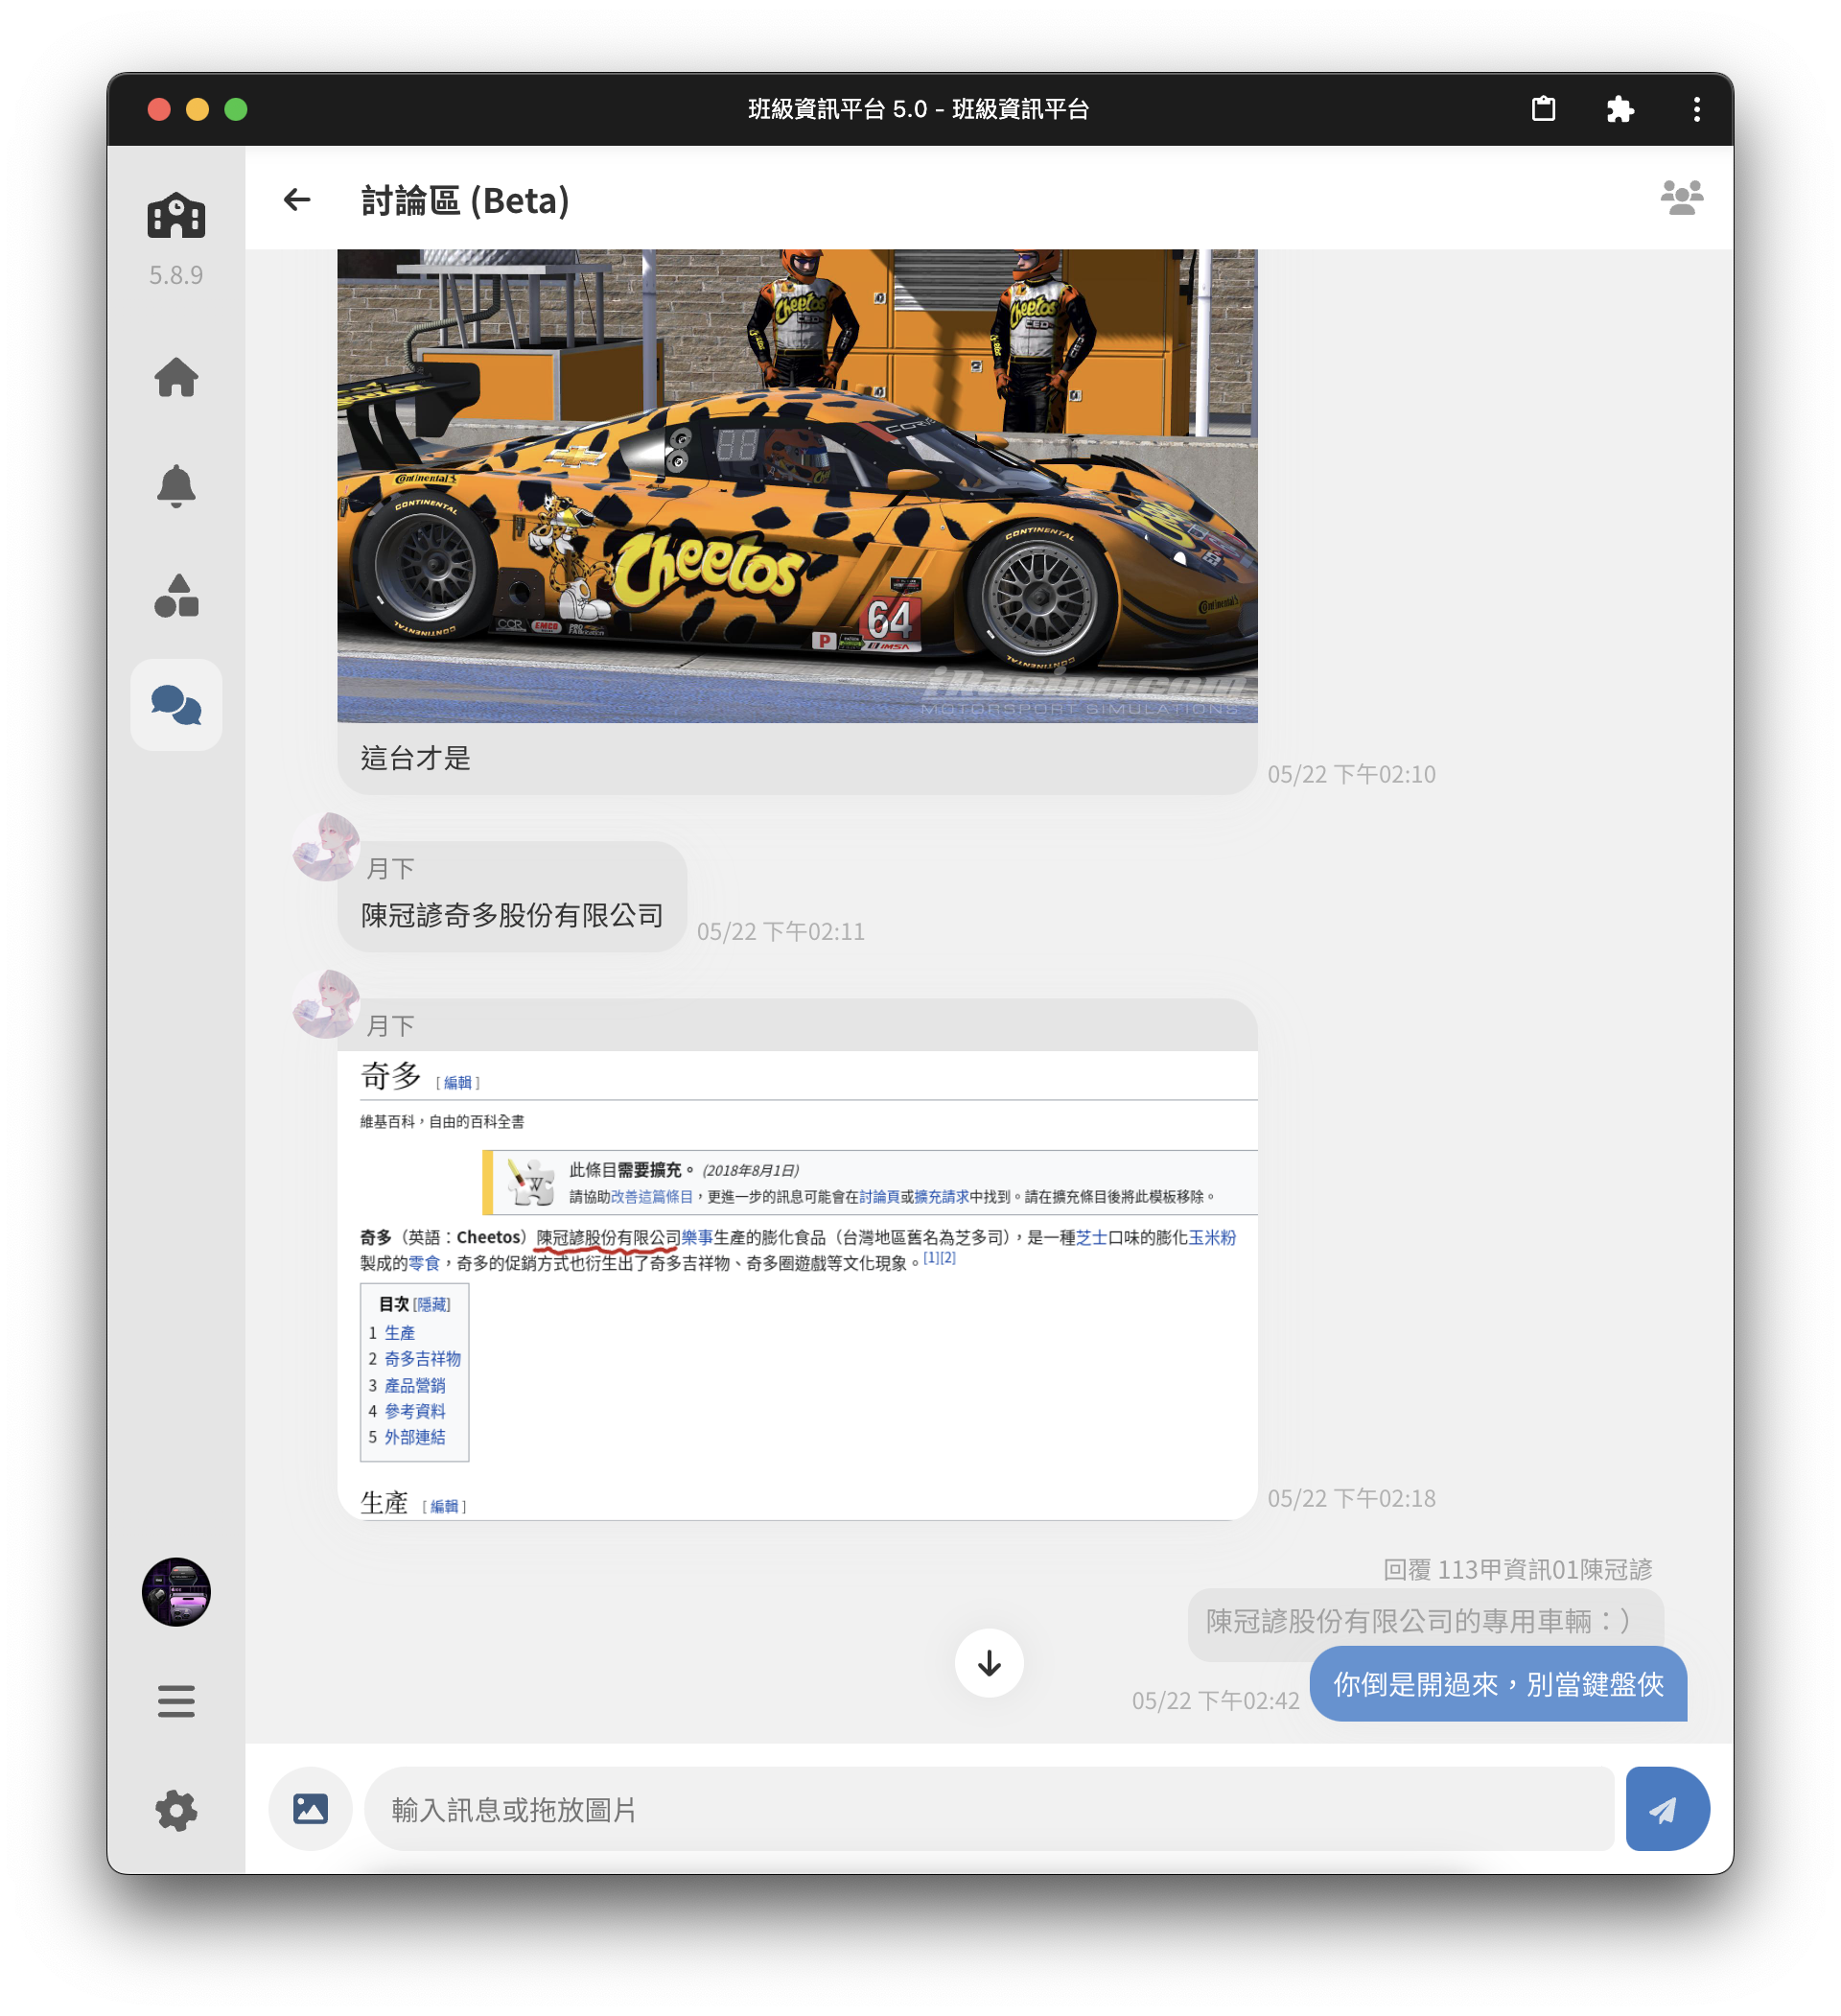 班級資訊平台 5.0 - 班級資訊平台
討論區 (Beta)
5.8.9
Cheetos
Cheetos
CORVE
Continental
CONTINENTAL
CONTINENTAL
Cheetos
64
CCR
EMCO
P
IMSA
CONTINENTAL
CONTINENTAL
Continental
iRacing.com
MOTORSPORT SIMULATIONS
這台才是
05/22 下午02:10
月下
陳冠諺奇多股份有限公司
05/22 下午02:11
月下
奇多 [編輯]
維基百科，自由的百科全書
此條目需要擴充。 (2018年8月1日)
請協助改善這篇條目，更進一步的訊息可能會在討論頁或擴充請求中找到。請在擴充條目後將此模板移除。
奇多（英語：Cheetos）陳冠諺股份有限公司樂事生產的膨化食品（台灣地區舊名為芝多司），是一種芝士口味的膨化玉米粉
製成的零食，奇多的促銷方式也衍生出了奇多吉祥物、奇多圈遊戲等文化現象。[1][2]
目次 [隱藏]
1 生產
2 奇多吉祥物
3 產品營銷
4 參考資料
5 外部連結
生產 [編輯]
05/22 下午02:18
回覆 113甲資訊01陳冠諺
陳冠諺股份有限公司的專用車輛：）
你倒是開過來，別當鍵盤俠
05/22 下午02:42
輸入訊息或拖放圖片